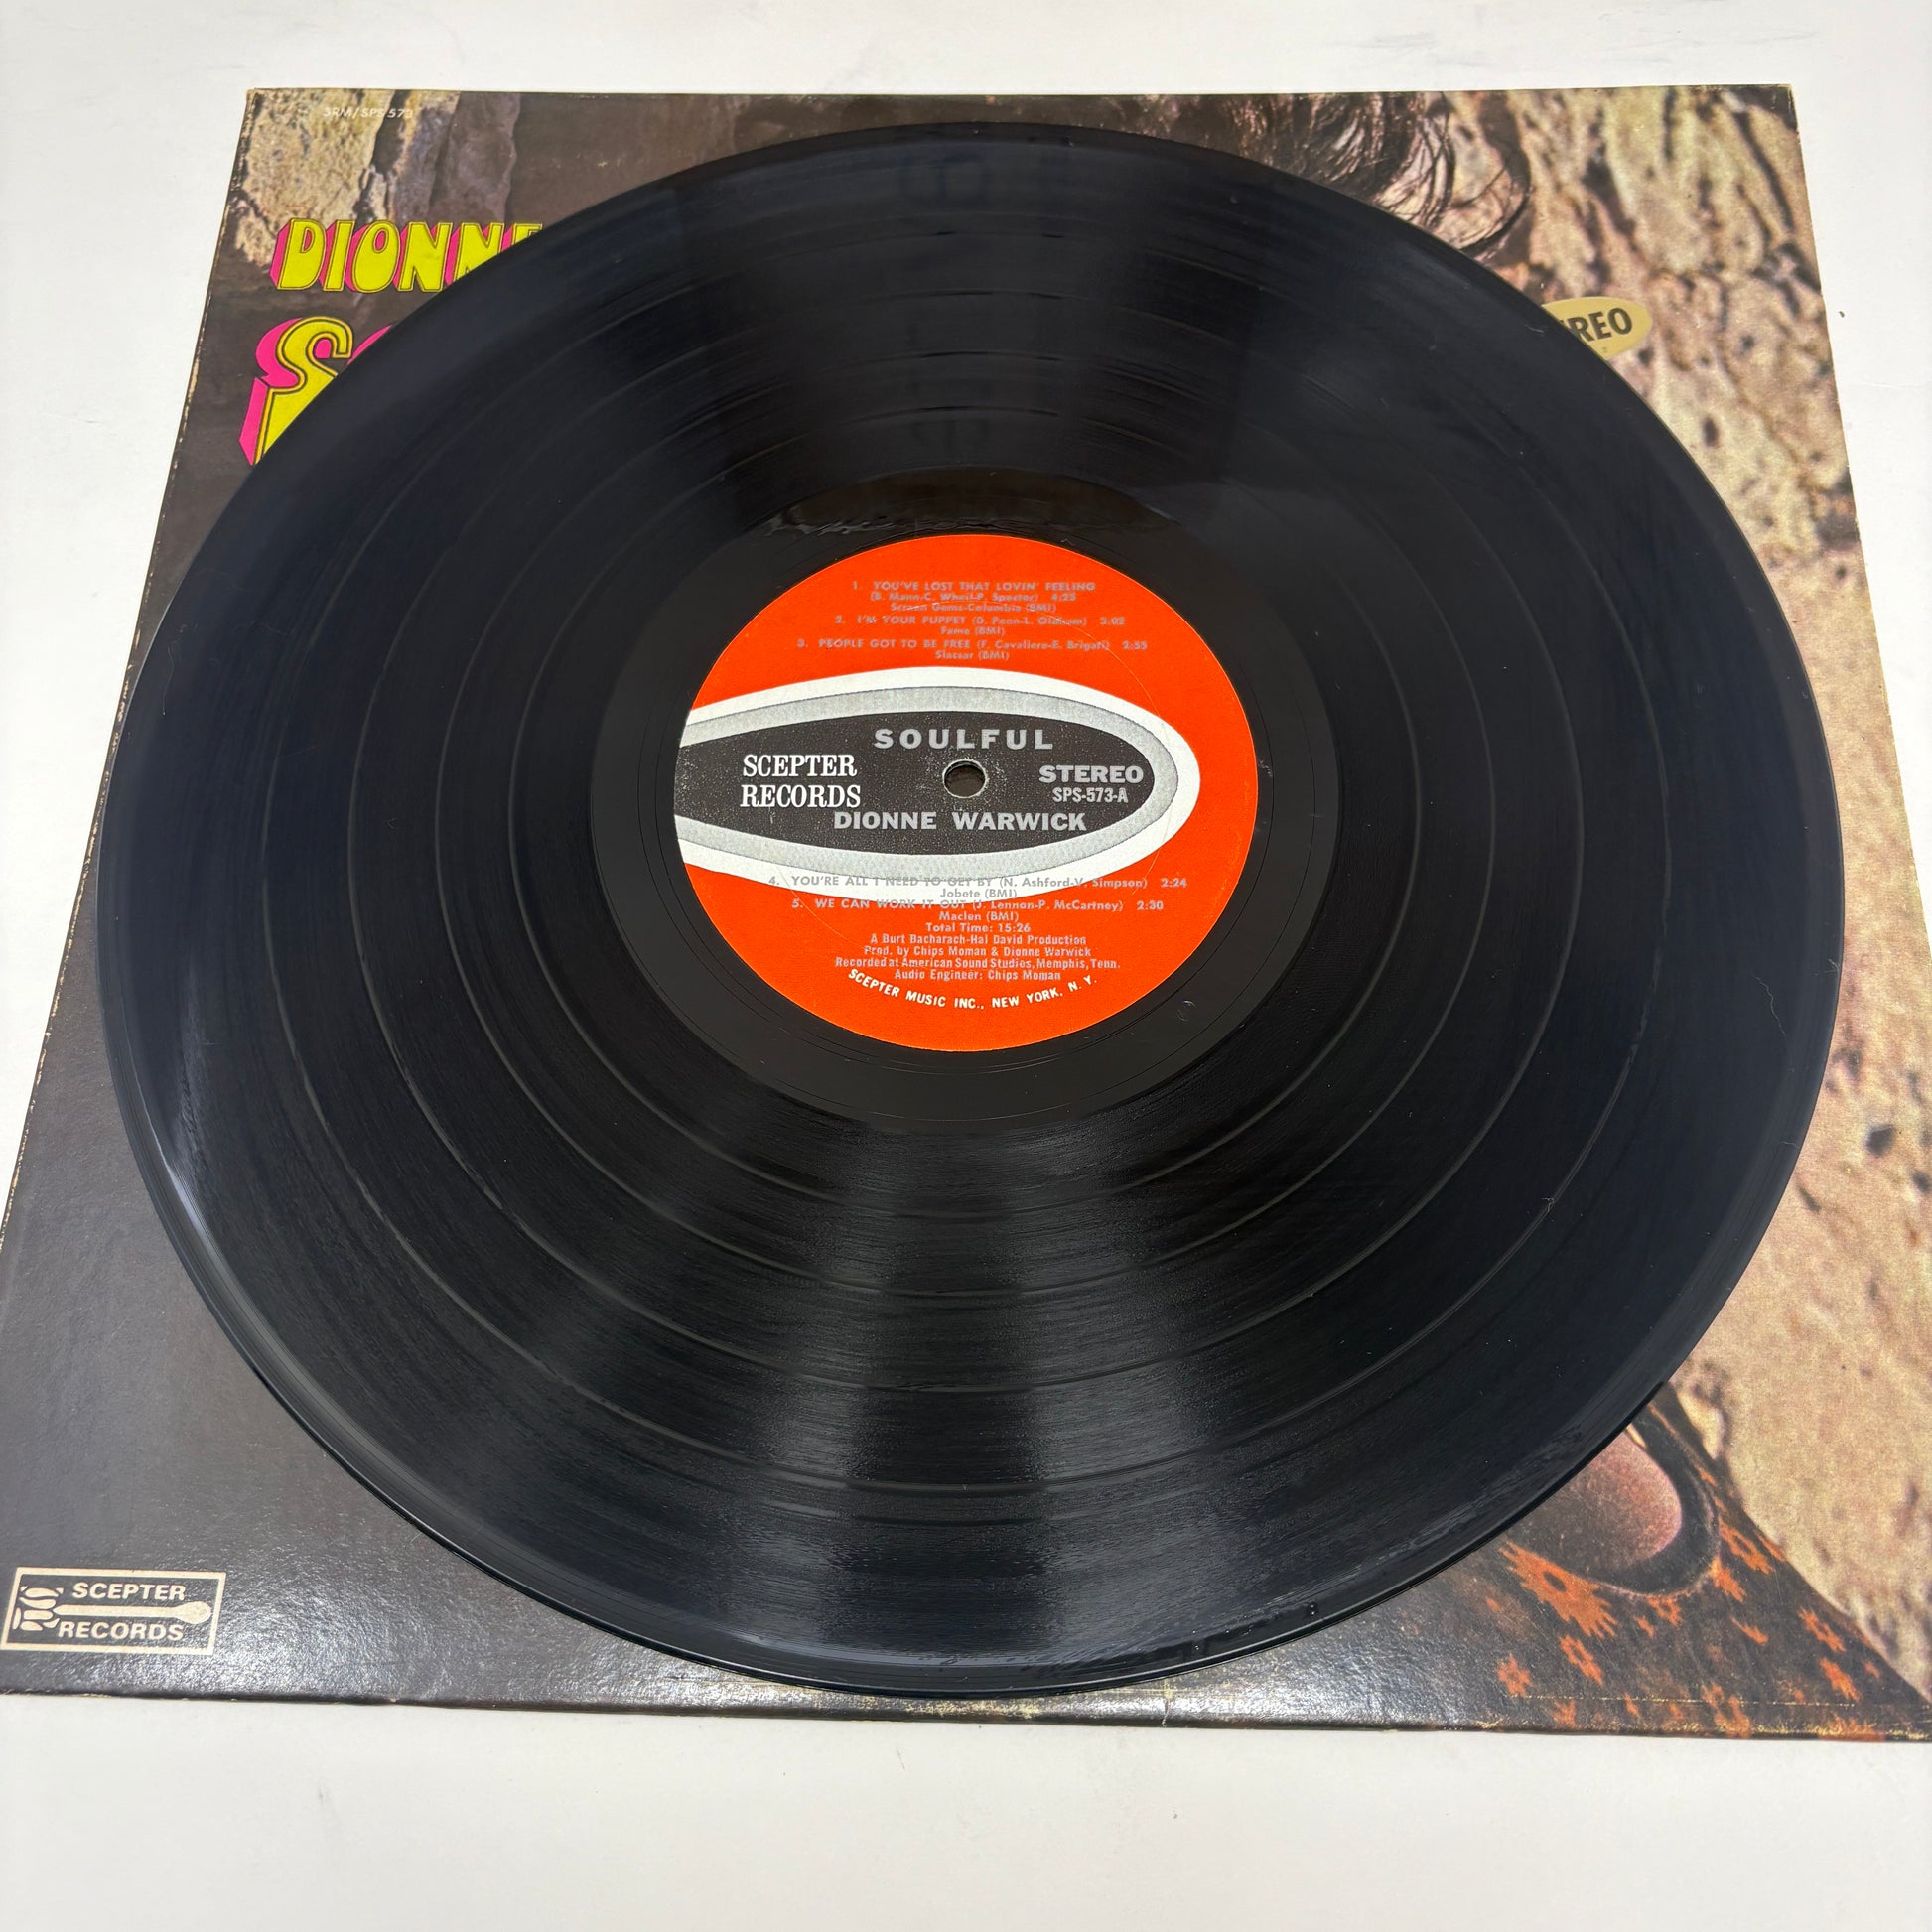 SRM/SPS 573
DIONNE
REO
1. YOU'VE LOST THAT LOVIN' FEELING
(B. Mann-C. Wheil-P. Spector) 4:25
Screen Gems-Columbia (BMI)
2. I'M YOUR PUPPET (D. Penn-L. Oldham) 3:02
Fame (BMI)
3. PEOPLE GOT TO BE FREE (F. Cavaliere-E. Brigati) 2:55
Slacsar (BMI)
SOULFUL
SCEPTER
RECORDS
STEREO
SPS-573-A
DIONNE WARWICK
4. YOU'RE ALL I NEED TO GET BY (N. Ashford-V. Simpson) 2:24
Jobete (BMI)
5. WE CAN WORK IT OUT (J. Lennon-P. McCartney) 2:30
Maclen (BMI)
Total Time: 15:26
A Burt Bacharach-Hal David Production
Prod. by Chips Moman & Dionne Warwick
Recorded at American Sound Studios, Memphis, Tenn.
Audio Engineer: Chips Moman
SCEPTER MUSIC INC., NEW YORK, N. Y.
SCEPTER
RECORDS